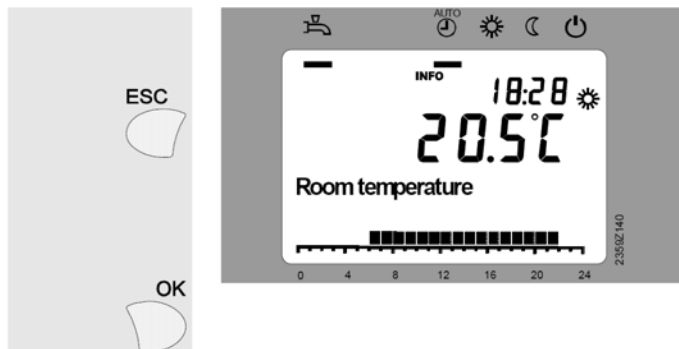 AUTO
ESC
INFO
18:28
20.5°C
Room temperature
0 4 8 12 16 20 24
OK
2359Z140